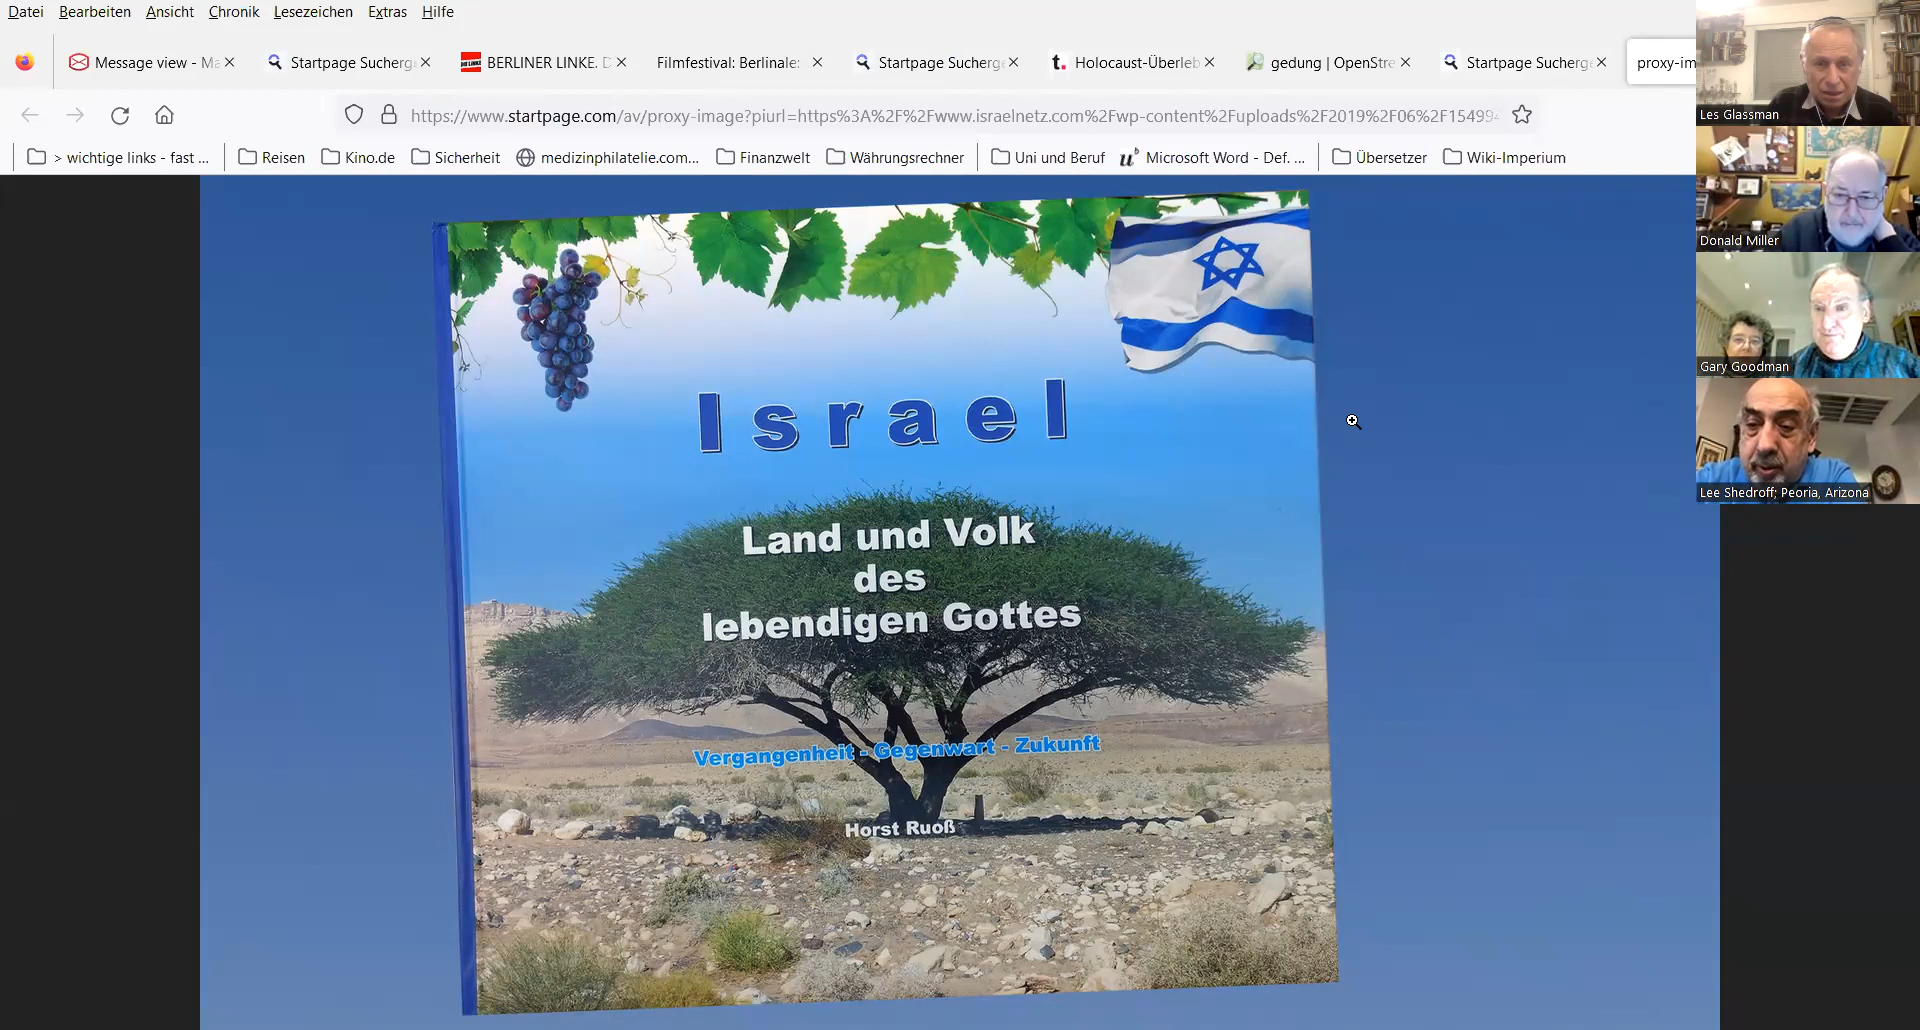 Datei Bearbeiten Ansicht Chronik Lesezeichen Extras Hilfe
Message view - Ma
Startpage Sucherge
BERLINER LINKE. D
Filmfestival: Berlinale:
Startpage Sucherge
t. Holocaust-Überleb
gedung | OpenStre
Startpage Sucherge
proxy-im
https://www.startpage.com/av/proxy-image?piurl=https%3A%2F%2Fwww.israelnetz.com%2Fwp-content%2Fuploads%2F2019%2F06%2F15499
> wichtige links - fast ...
Reisen
Kino.de
Sicherheit
medizinphilatelie.com...
Finanzwelt
Währungsrechner
Uni und Beruf
Microsoft Word - Def. ...
Übersetzer
Wiki-Imperium
Israel
Land und Volk
des
lebendigen Gottes
Vergangenheit - Gegenwart - Zukunft
Horst Ruoß
Les Glassman
Donald Miller
Gary Goodman
Lee Shedroff; Peoria, Arizona